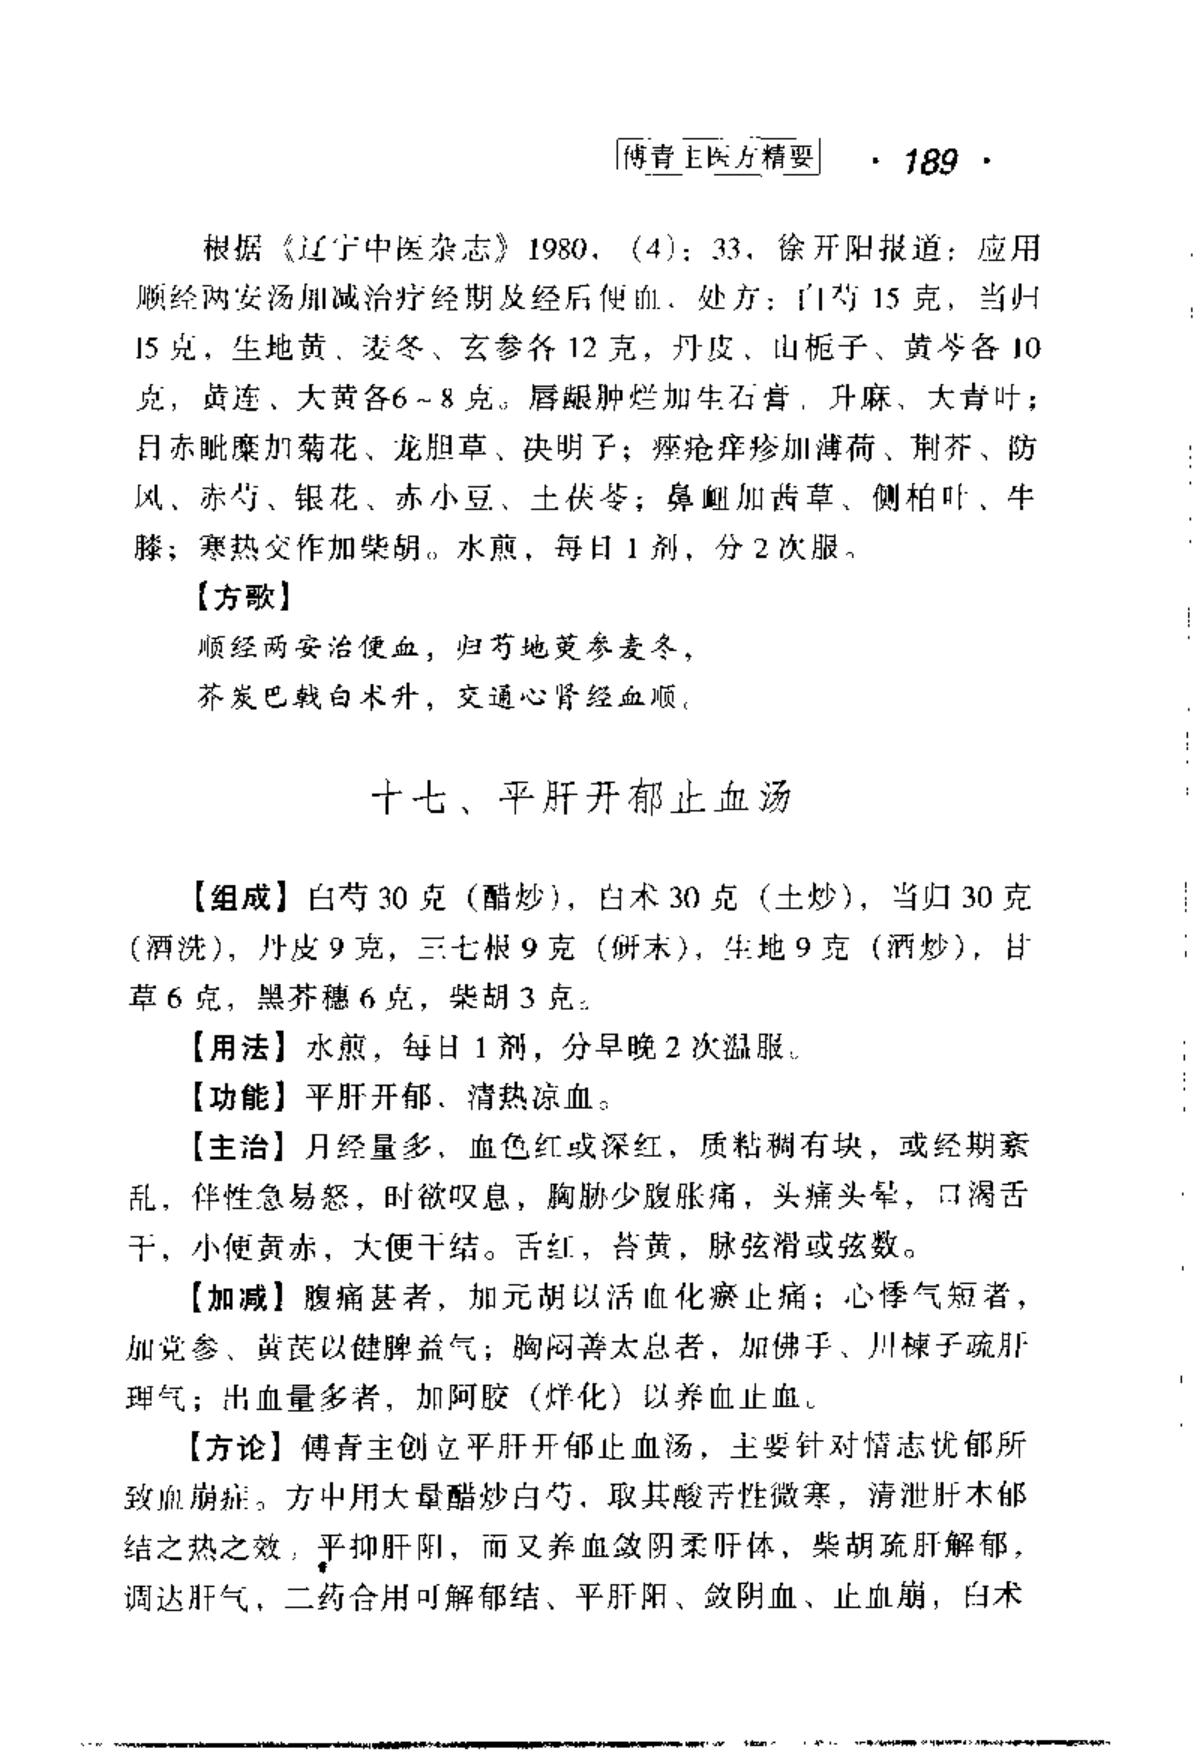 傅青主医方精要 · 189 ·
根据《辽宁中医杂志》1980，（4）：33，徐开阳报道：应用
顺经两安汤加减治疗经期及经后便血。处方：白芍 15 克，当归
15 克，生地黄、麦冬、玄参各 12 克，丹皮、山栀子、黄芩各 10
克，黄连、大黄各6～8 克。唇龈肿烂加生石膏、升麻、大青叶；
目赤眦糜加菊花、龙胆草、决明子；痤疮痒疹加薄荷、荆芥、防
风、赤芍、银花、赤小豆、土茯苓；鼻衄加茜草、侧柏叶、牛
膝；寒热交作加柴胡。水煎，每日 1 剂，分 2 次服。
【方歌】
顺经两安治便血，归芍地萸参麦冬，
芥炭巴戟白术升，交通心肾经血顺。
十七、平肝开郁止血汤
【组成】白芍 30 克（醋炒），白术 30 克（土炒），当归 30 克
（酒洗），丹皮 9 克，三七根 9 克（研末），生地 9 克（酒炒），甘
草 6 克，黑芥穗 6 克，柴胡 3 克。
【用法】水煎，每日 1 剂，分早晚 2 次温服。
【功能】平肝开郁、清热凉血。
【主治】月经量多，血色红或深红，质粘稠有块，或经期紊
乱，伴性急易怒，时欲叹息，胸胁少腹胀痛，头痛头晕，口渴舌
干，小便黄赤，大便干结。舌红，苔黄，脉弦滑或弦数。
【加减】腹痛甚者，加元胡以活血化瘀止痛；心悸气短者，
加党参、黄芪以健脾益气；胸闷善太息者，加佛手、川楝子疏肝
理气；出血量多者，加阿胶（烊化）以养血止血。
【方论】傅青主创立平肝开郁止血汤，主要针对情志忧郁所
致血崩症。方中用大量醋炒白芍，取其酸苦性微寒，清泄肝木郁
结之热之效，平抑肝阳，而又养血敛阴柔肝体，柴胡疏肝解郁，
调达肝气，二药合用可解郁结、平肝阳、敛阴血、止血崩，白术